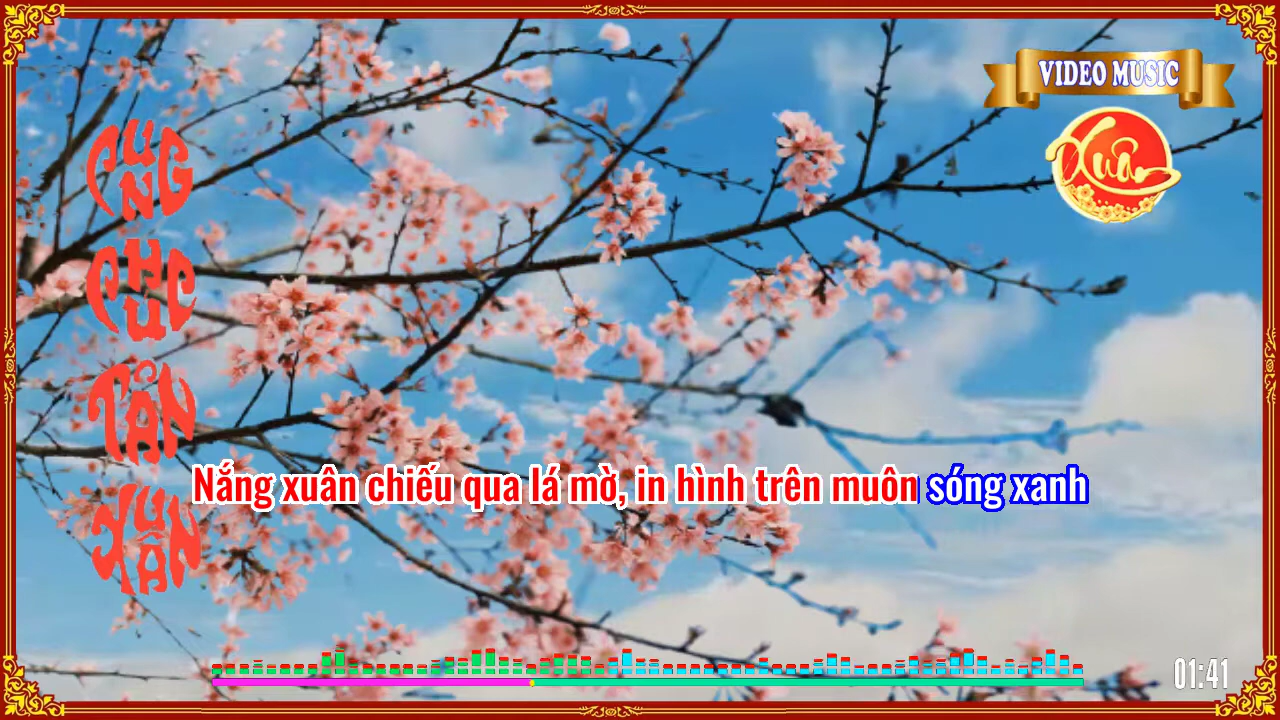 VIDEO MUSIC
Xuân
CUNG
CHÚC
TÂN
XUÂN
Nắng xuân chiếu qua lá mờ, in hình trên muôn sóng xanh
01:41